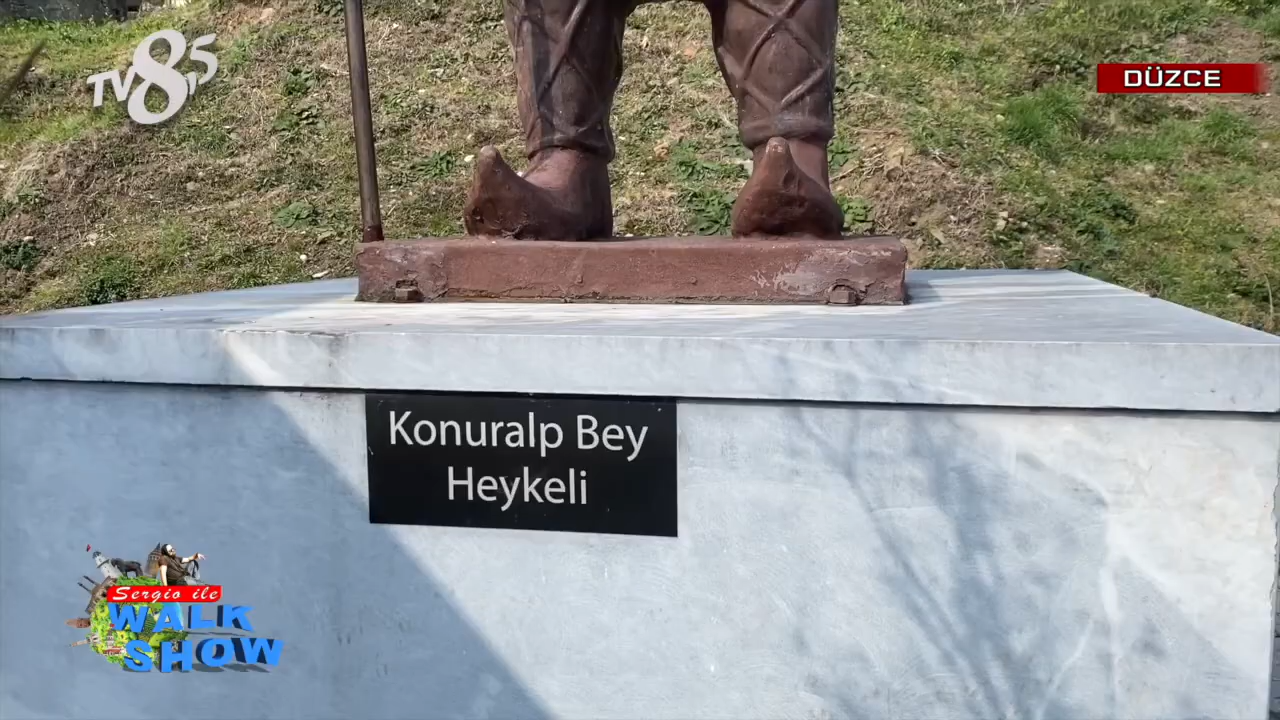 TV8,5
DÜZCE
Konuralp Bey
Heykeli
Sergio ile
WALK
SHOW